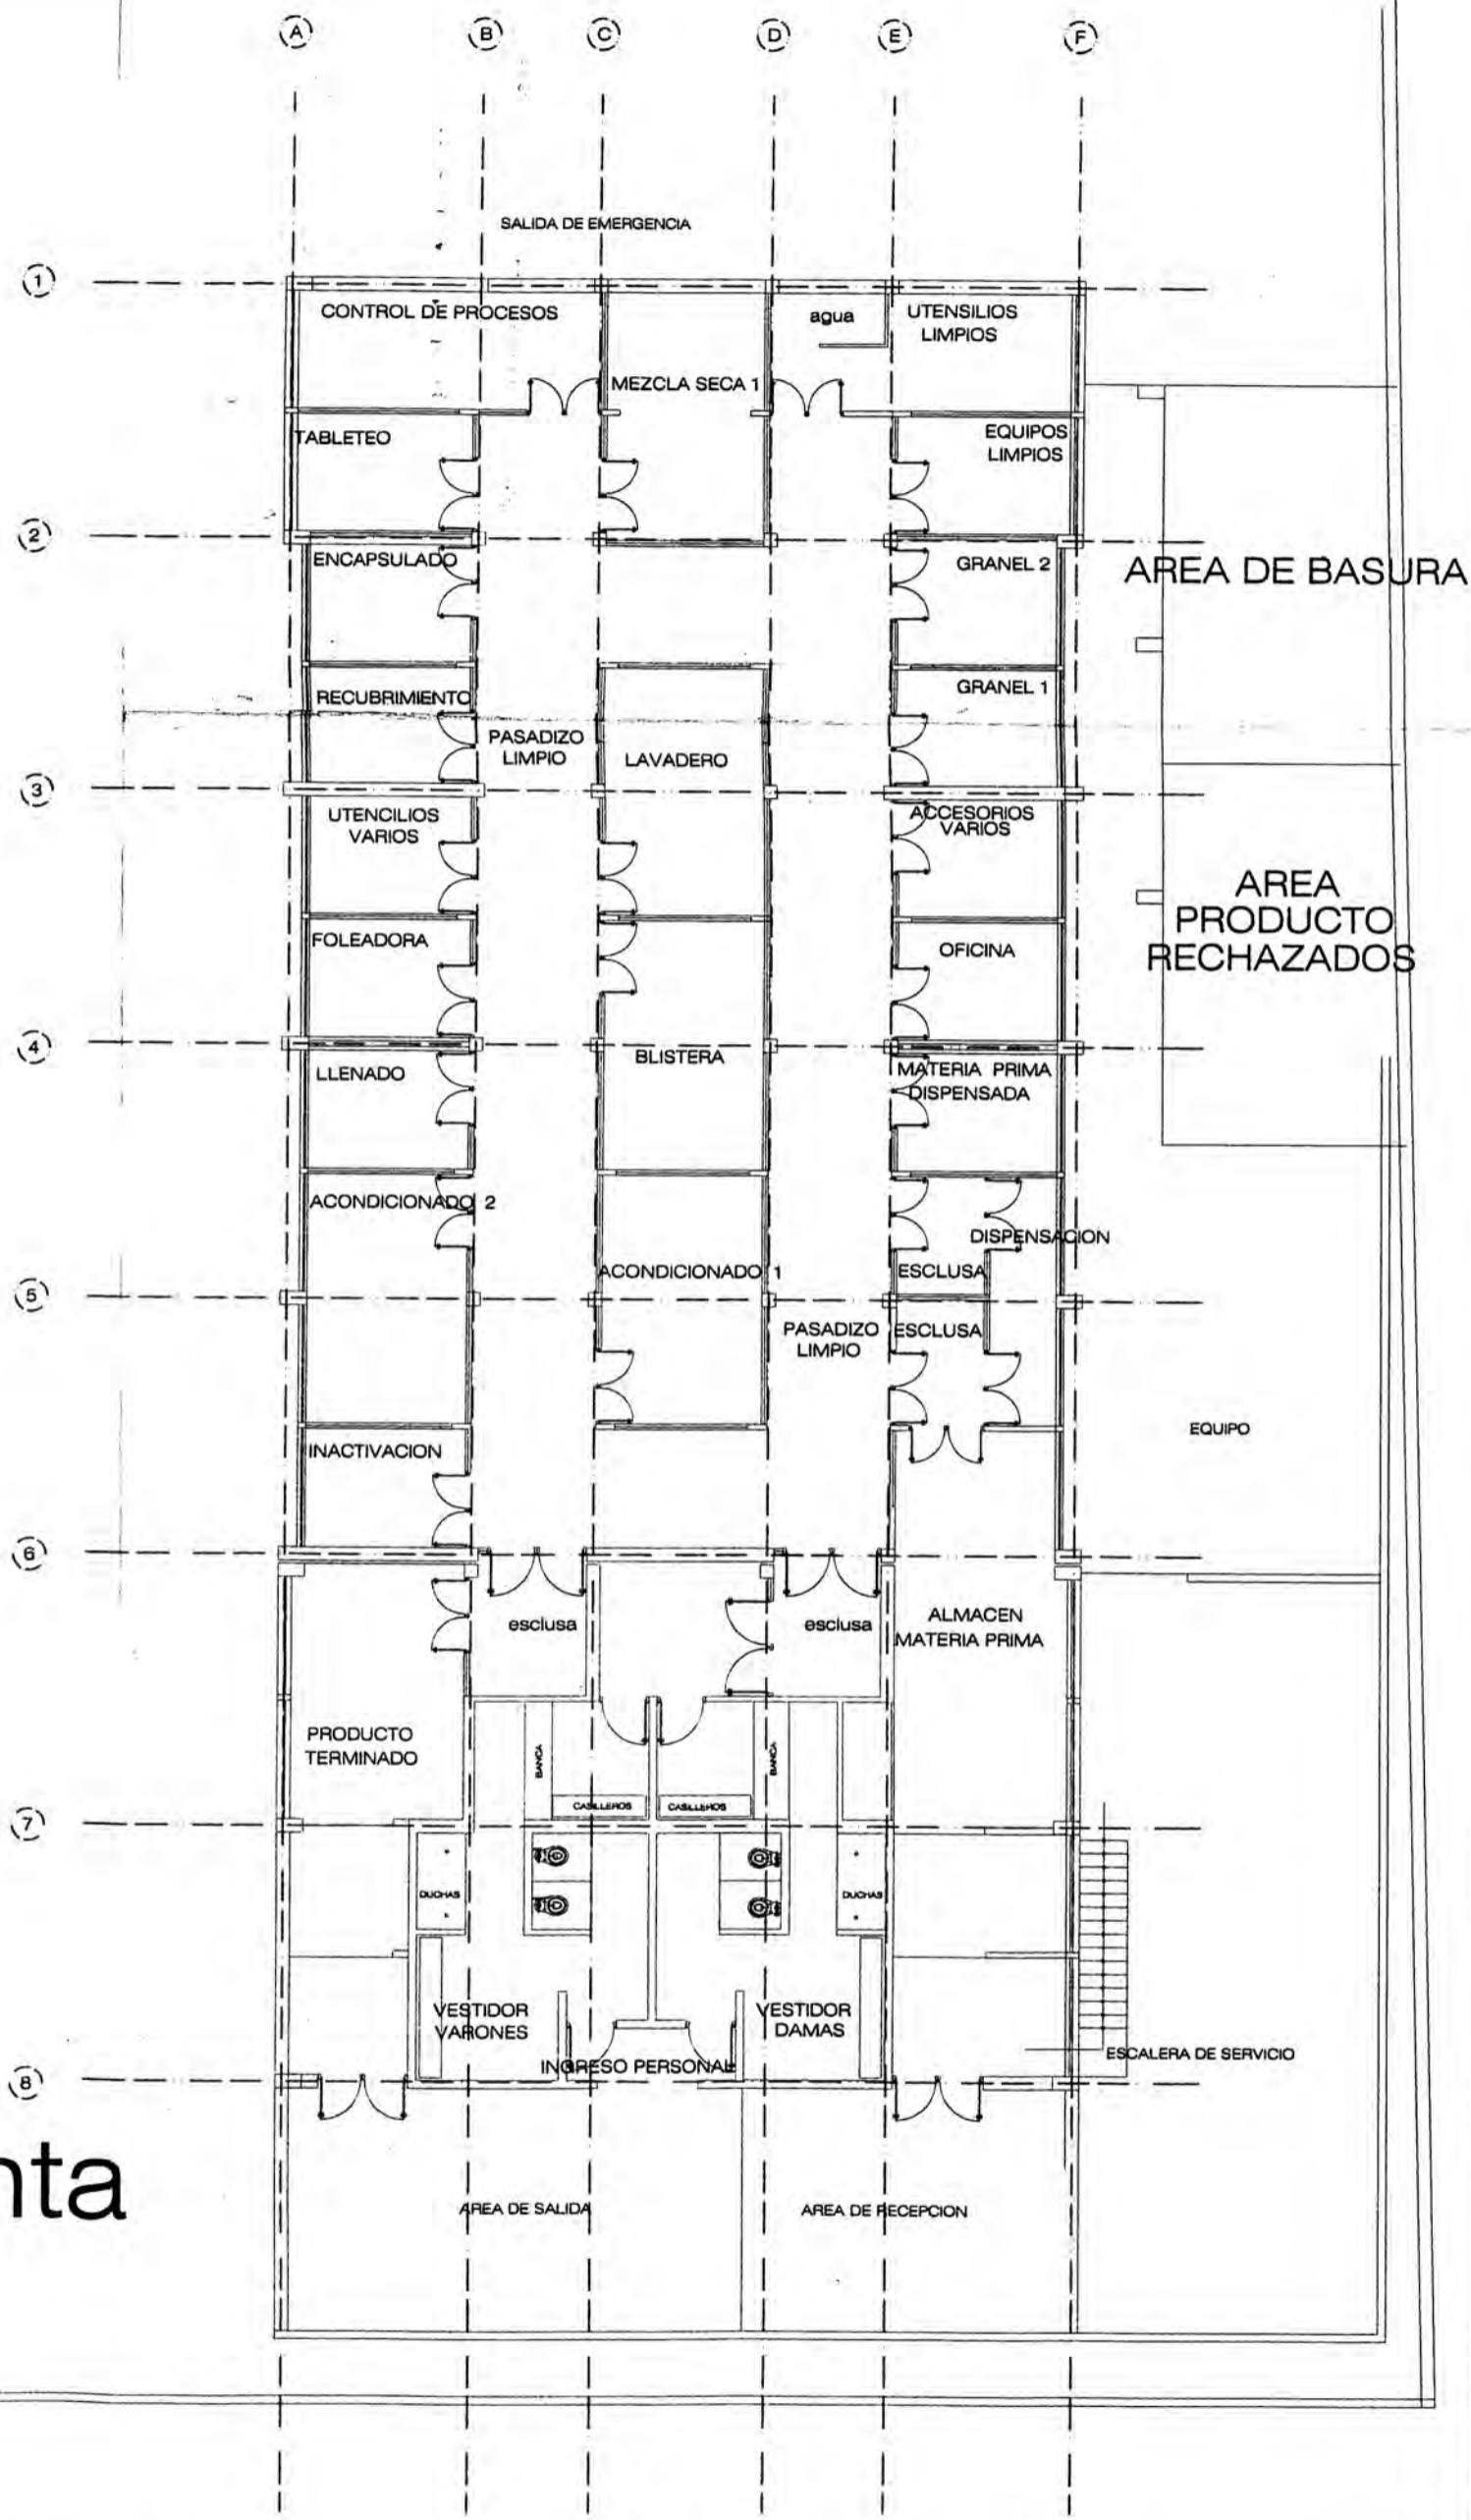 A B C D E F
SALIDA DE EMERGENCIA
1
CONTROL DE PROCESOS
agua
UTENSILIOS
LIMPIOS
MEZCLA SECA 1
TABLETEO
EQUIPOS
LIMPIOS
2
ENCAPSULADO
GRANEL 2
AREA DE BASURA
RECUBRIMIENTO
GRANEL 1
PASADIZO
LIMPIO
LAVADERO
3
UTENCILIOS
VARIOS
ACCESORIOS
VARIOS
AREA
PRODUCTO
RECHAZADOS
FOLEADORA
OFICINA
4
LLENADO
BLISTERA
MATERIA PRIMA
DISPENSADA
ACONDICIONADO 2
DISPENSACION
ACONDICIONADO 1
ESCLUSA
5
PASADIZO
LIMPIO
ESCLUSA
EQUIPO
INACTIVACION
6
esclusa
esclusa
ALMACEN
MATERIA PRIMA
PRODUCTO
TERMINADO
BANCA
BANCA
CASILLEROS
CASILLEROS
7
DUCHAS
DUCHAS
VESTIDOR
VARONES
VESTIDOR
DAMAS
INGRESO PERSONAL
ESCALERA DE SERVICIO
8
nta
AREA DE SALIDA
AREA DE RECEPCION